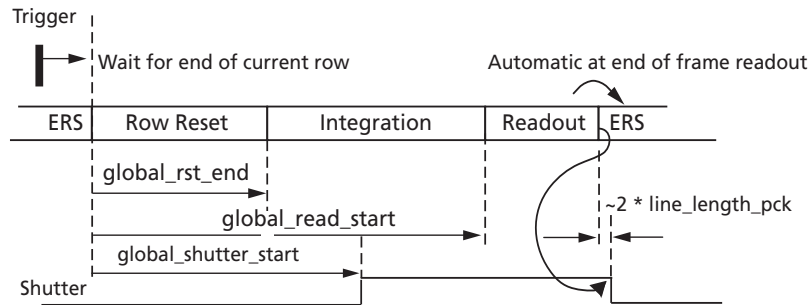 Trigger
Wait for end of current row
Automatic at end of frame readout
ERS Row Reset Integration Readout ERS
global_rst_end
~2 * line_length_pck
global_read_start
global_shutter_start
Shutter